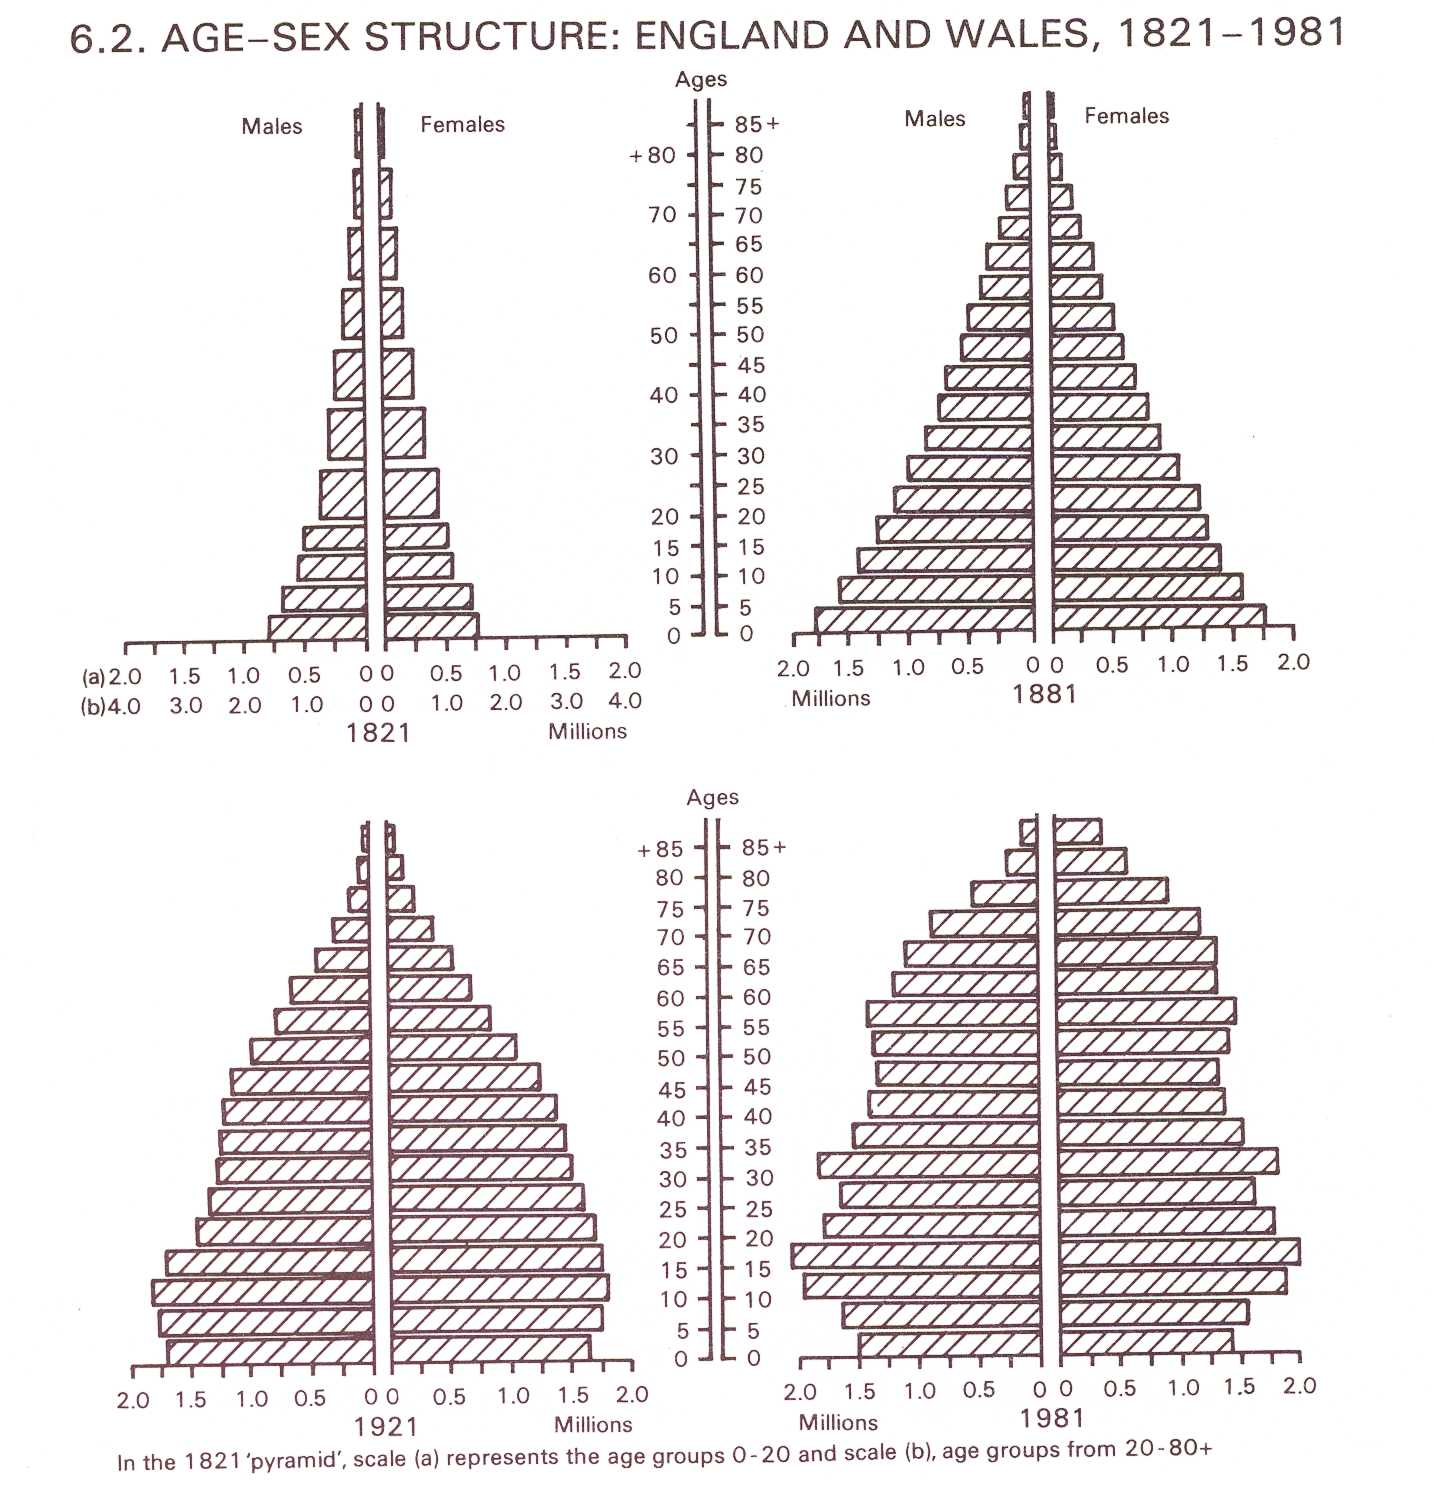 6.2. AGE–SEX STRUCTURE: ENGLAND AND WALES, 1821–1981
Ages
Males
Females
85+
+80 80
75
70 70
65
60 60
55
50 50
45
40 40
35
30 30
25
20 20
15 15
10 10
5 5
0 0
Males
Females
(a) 2.0 1.5 1.0 0.5 0 0 0.5 1.0 1.5 2.0
(b) 4.0 3.0 2.0 1.0 0 0 1.0 2.0 3.0 4.0
1821 Millions
2.0 1.5 1.0 0.5 0 0 0.5 1.0 1.5 2.0
Millions 1881
Ages
+85 85+
80 80
75 75
70 70
65 65
60 60
55 55
50 50
45 45
40 40
35 35
30 30
25 25
20 20
15 15
10 10
5 5
0 0
2.0 1.5 1.0 0.5 0 0 0.5 1.0 1.5 2.0
1921 Millions
2.0 1.5 1.0 0.5 0 0 0.5 1.0 1.5 2.0
Millions 1981
In the 1821 'pyramid', scale (a) represents the age groups 0-20 and scale (b), age groups from 20-80+